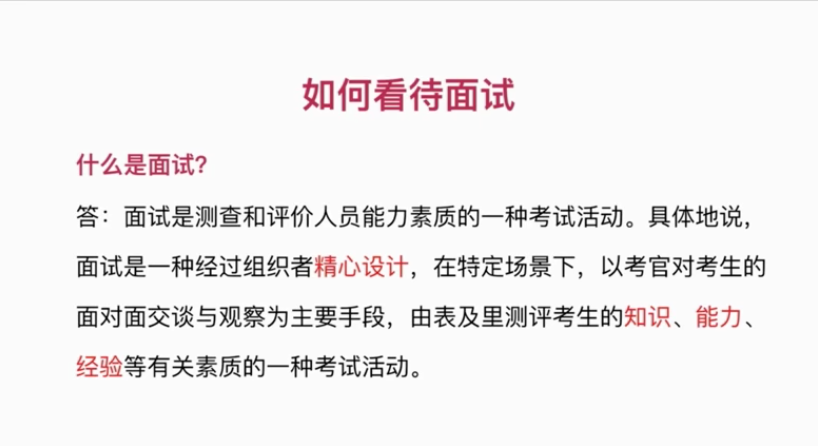 如何看待面试
什么是面试？
答：面试是测查和评价人员能力素质的一种考试活动。具体地说，
面试是一种经过组织者精心设计，在特定场景下，以考官对考生的
面对面交谈与观察为主要手段，由表及里测评考生的知识、能力、
经验等有关素质的一种考试活动。